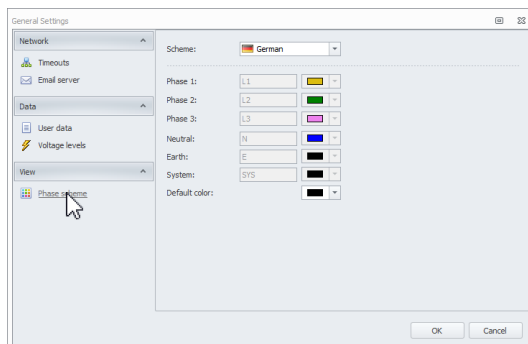 General Settings
Network
Timeouts
Email server
Data
User data
Voltage levels
View
Phase scheme
Scheme: German
Phase 1: L1
Phase 2: L2
Phase 3: L3
Neutral: N
Earth: E
System: SYS
Default color:
OK Cancel